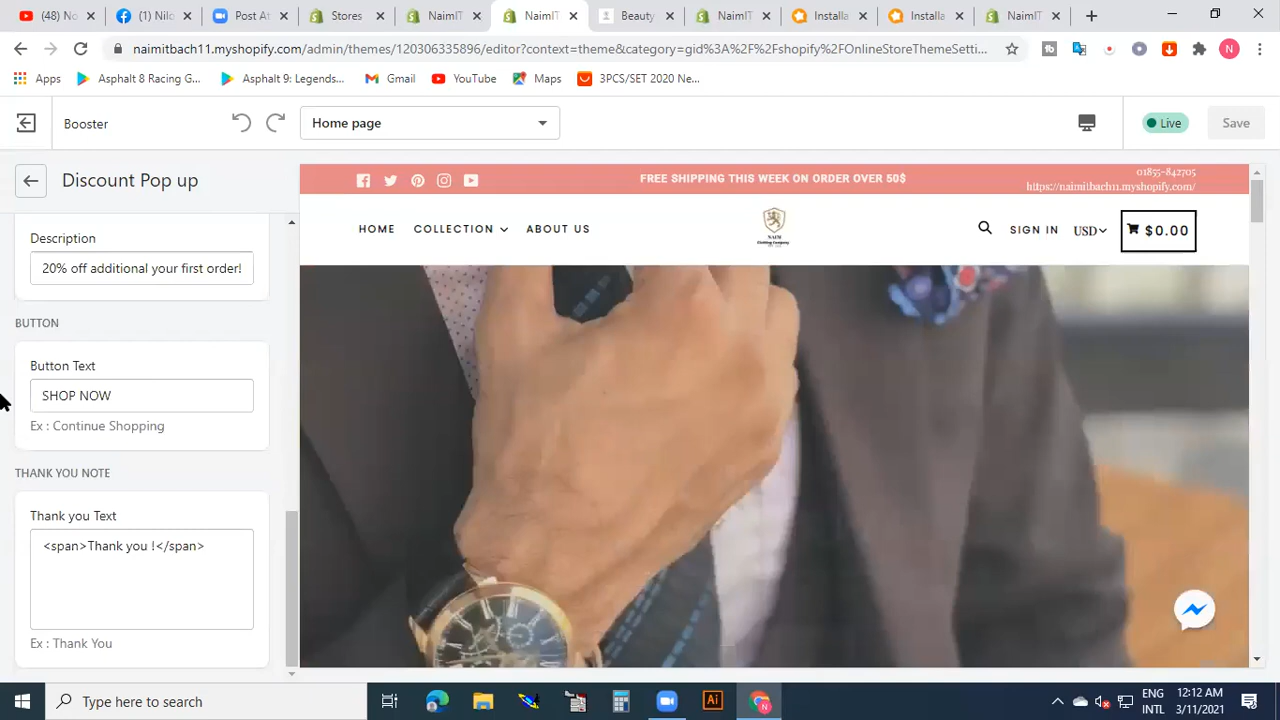 (48) No
(1) Nilo
Post At
Stores
NaimIT
NaimIT
Beauty
NaimIT
Installa
Installa
NaimIT
naimitbach11.myshopify.com/admin/themes/120306335896/editor?context=theme&category=gid%3A%2F%2Fshopify%2FOnlineStoreThemeSetti...
N
Apps
Asphalt 8 Racing G...
Asphalt 9: Legends...
Gmail
YouTube
Maps
3PCS/SET 2020 Ne...
Booster
Home page
Live
Save
Discount Pop up
FREE SHIPPING THIS WEEK ON ORDER OVER 50$
01855-842705
https://naimitbach11.myshopify.com/
HOME
COLLECTION
ABOUT US
NAIM
Clothing Company
SIGN IN
USD
$0.00
Description
20% off additional your first order!
BUTTON
Button Text
SHOP NOW
Ex : Continue Shopping
THANK YOU NOTE
Thank you Text
<span>Thank you !</span>
Ex : Thank You
Type here to search
Ai
N
ENG
INTL
12:12 AM
3/11/2021